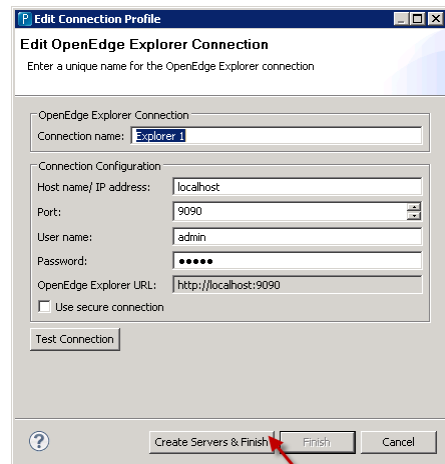 Edit Connection Profile
Edit OpenEdge Explorer Connection
Enter a unique name for the OpenEdge Explorer connection
OpenEdge Explorer Connection
Connection name: Explorer 1
Connection Configuration
Host name/ IP address: localhost
Port: 9090
User name: admin
Password: ●●●●●
OpenEdge Explorer URL: http://localhost:9090
Use secure connection
Test Connection
? Create Servers & Finish Finish Cancel